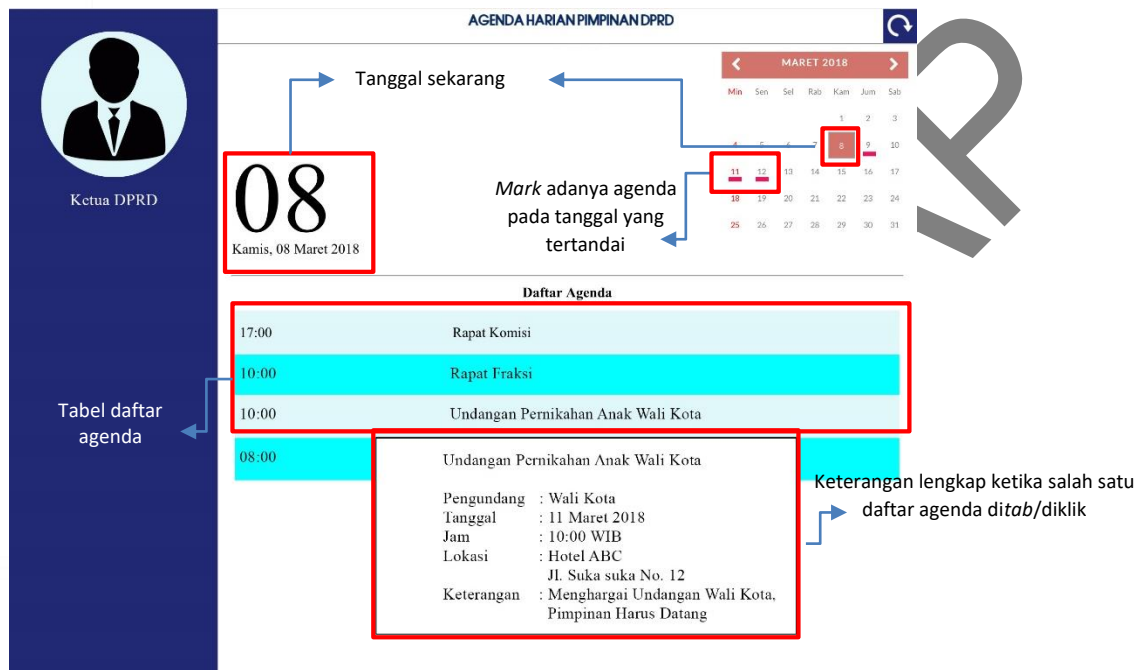 AGENDA HARIAN PIMPINAN DPRD
Ketua DPRD
Tanggal sekarang
08
Kamis, 08 Maret 2018
Mark adanya agenda
pada tanggal yang
tertandai
MARET 2018
Min Sen Sel Rab Kam Jum Sab
1 2 3
4 5 6 7 8 9 10
11 12 13 14 15 16 17
18 19 20 21 22 23 24
25 26 27 28 29 30 31
Daftar Agenda
17:00 Rapat Komisi
10:00 Rapat Fraksi
10:00 Undangan Pernikahan Anak Wali Kota
08:00
Tabel daftar
agenda
Undangan Pernikahan Anak Wali Kota
Pengundang : Wali Kota
Tanggal : 11 Maret 2018
Jam : 10:00 WIB
Lokasi : Hotel ABC
Jl. Suka suka No. 12
Keterangan : Menghargai Undangan Wali Kota,
Pimpinan Harus Datang
Keterangan lengkap ketika salah satu
daftar agenda ditab/diklik